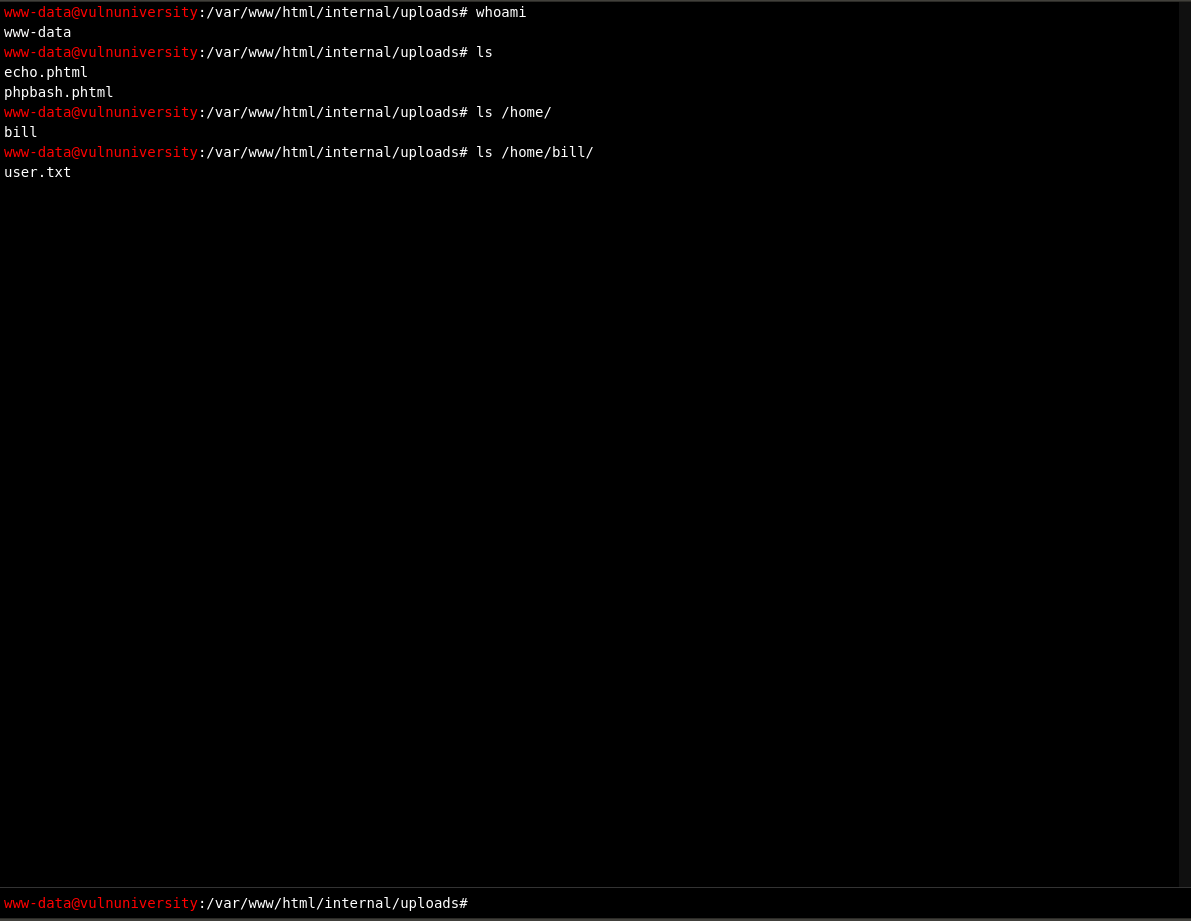 www-data@vulnuniversity:/var/www/html/internal/uploads# whoami
www-data
www-data@vulnuniversity:/var/www/html/internal/uploads# ls
echo.phtml
phpbash.phtml
www-data@vulnuniversity:/var/www/html/internal/uploads# ls /home/
bill
www-data@vulnuniversity:/var/www/html/internal/uploads# ls /home/bill/
user.txt
www-data@vulnuniversity:/var/www/html/internal/uploads#